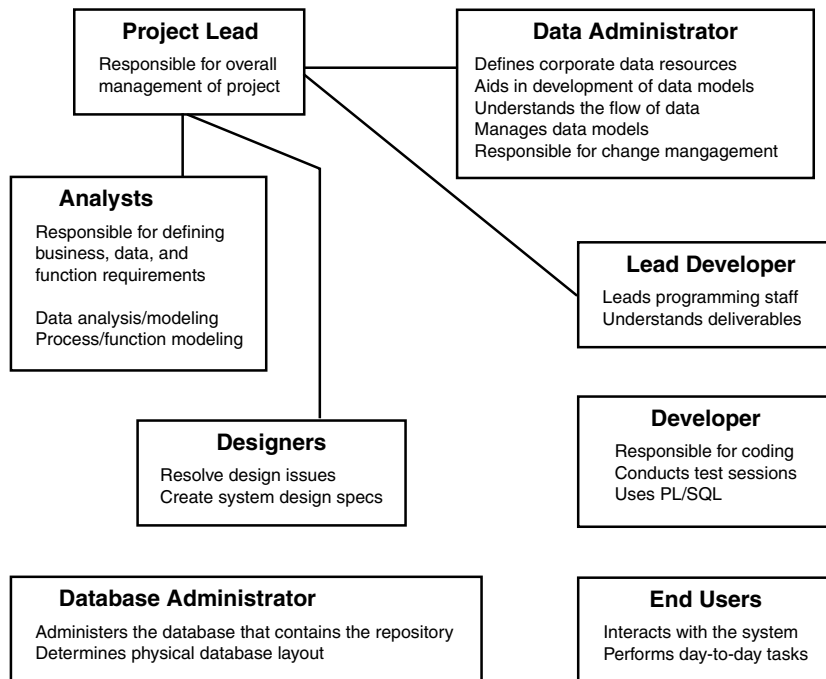 Project Lead
Responsible for overall
management of project
Data Administrator
Defines corporate data resources
Aids in development of data models
Understands the flow of data
Manages data models
Responsible for change mangagement
Analysts
Responsible for defining
business, data, and
function requirements
Data analysis/modeling
Process/function modeling
Lead Developer
Leads programming staff
Understands deliverables
Designers
Resolve design issues
Create system design specs
Developer
Responsible for coding
Conducts test sessions
Uses PL/SQL
Database Administrator
Administers the database that contains the repository
Determines physical database layout
End Users
Interacts with the system
Performs day-to-day tasks